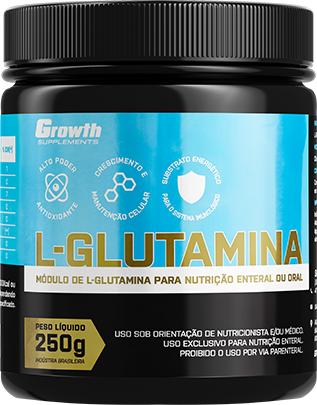 Growth
SUPPLEMENTS
ALTO PODER
ANTIOXIDANTE
CRESCIMENTO E
MANUTENÇÃO CELULAR
SUBSTRATO ENERGÉTICO
PARA O SISTEMA IMUNOLÓGICO
L-GLUTAMINA
MÓDULO DE L-GLUTAMINA PARA NUTRIÇÃO ENTERAL OU ORAL
PESO LÍQUIDO
250g
INDÚSTRIA BRASILEIRA
USO SOB ORIENTAÇÃO DE NUTRICIONISTA E/OU MÉDICO.
USO EXCLUSIVO PARA NUTRIÇÃO ENTERAL.
PROIBIDO O USO POR VIA PARENTERAL.